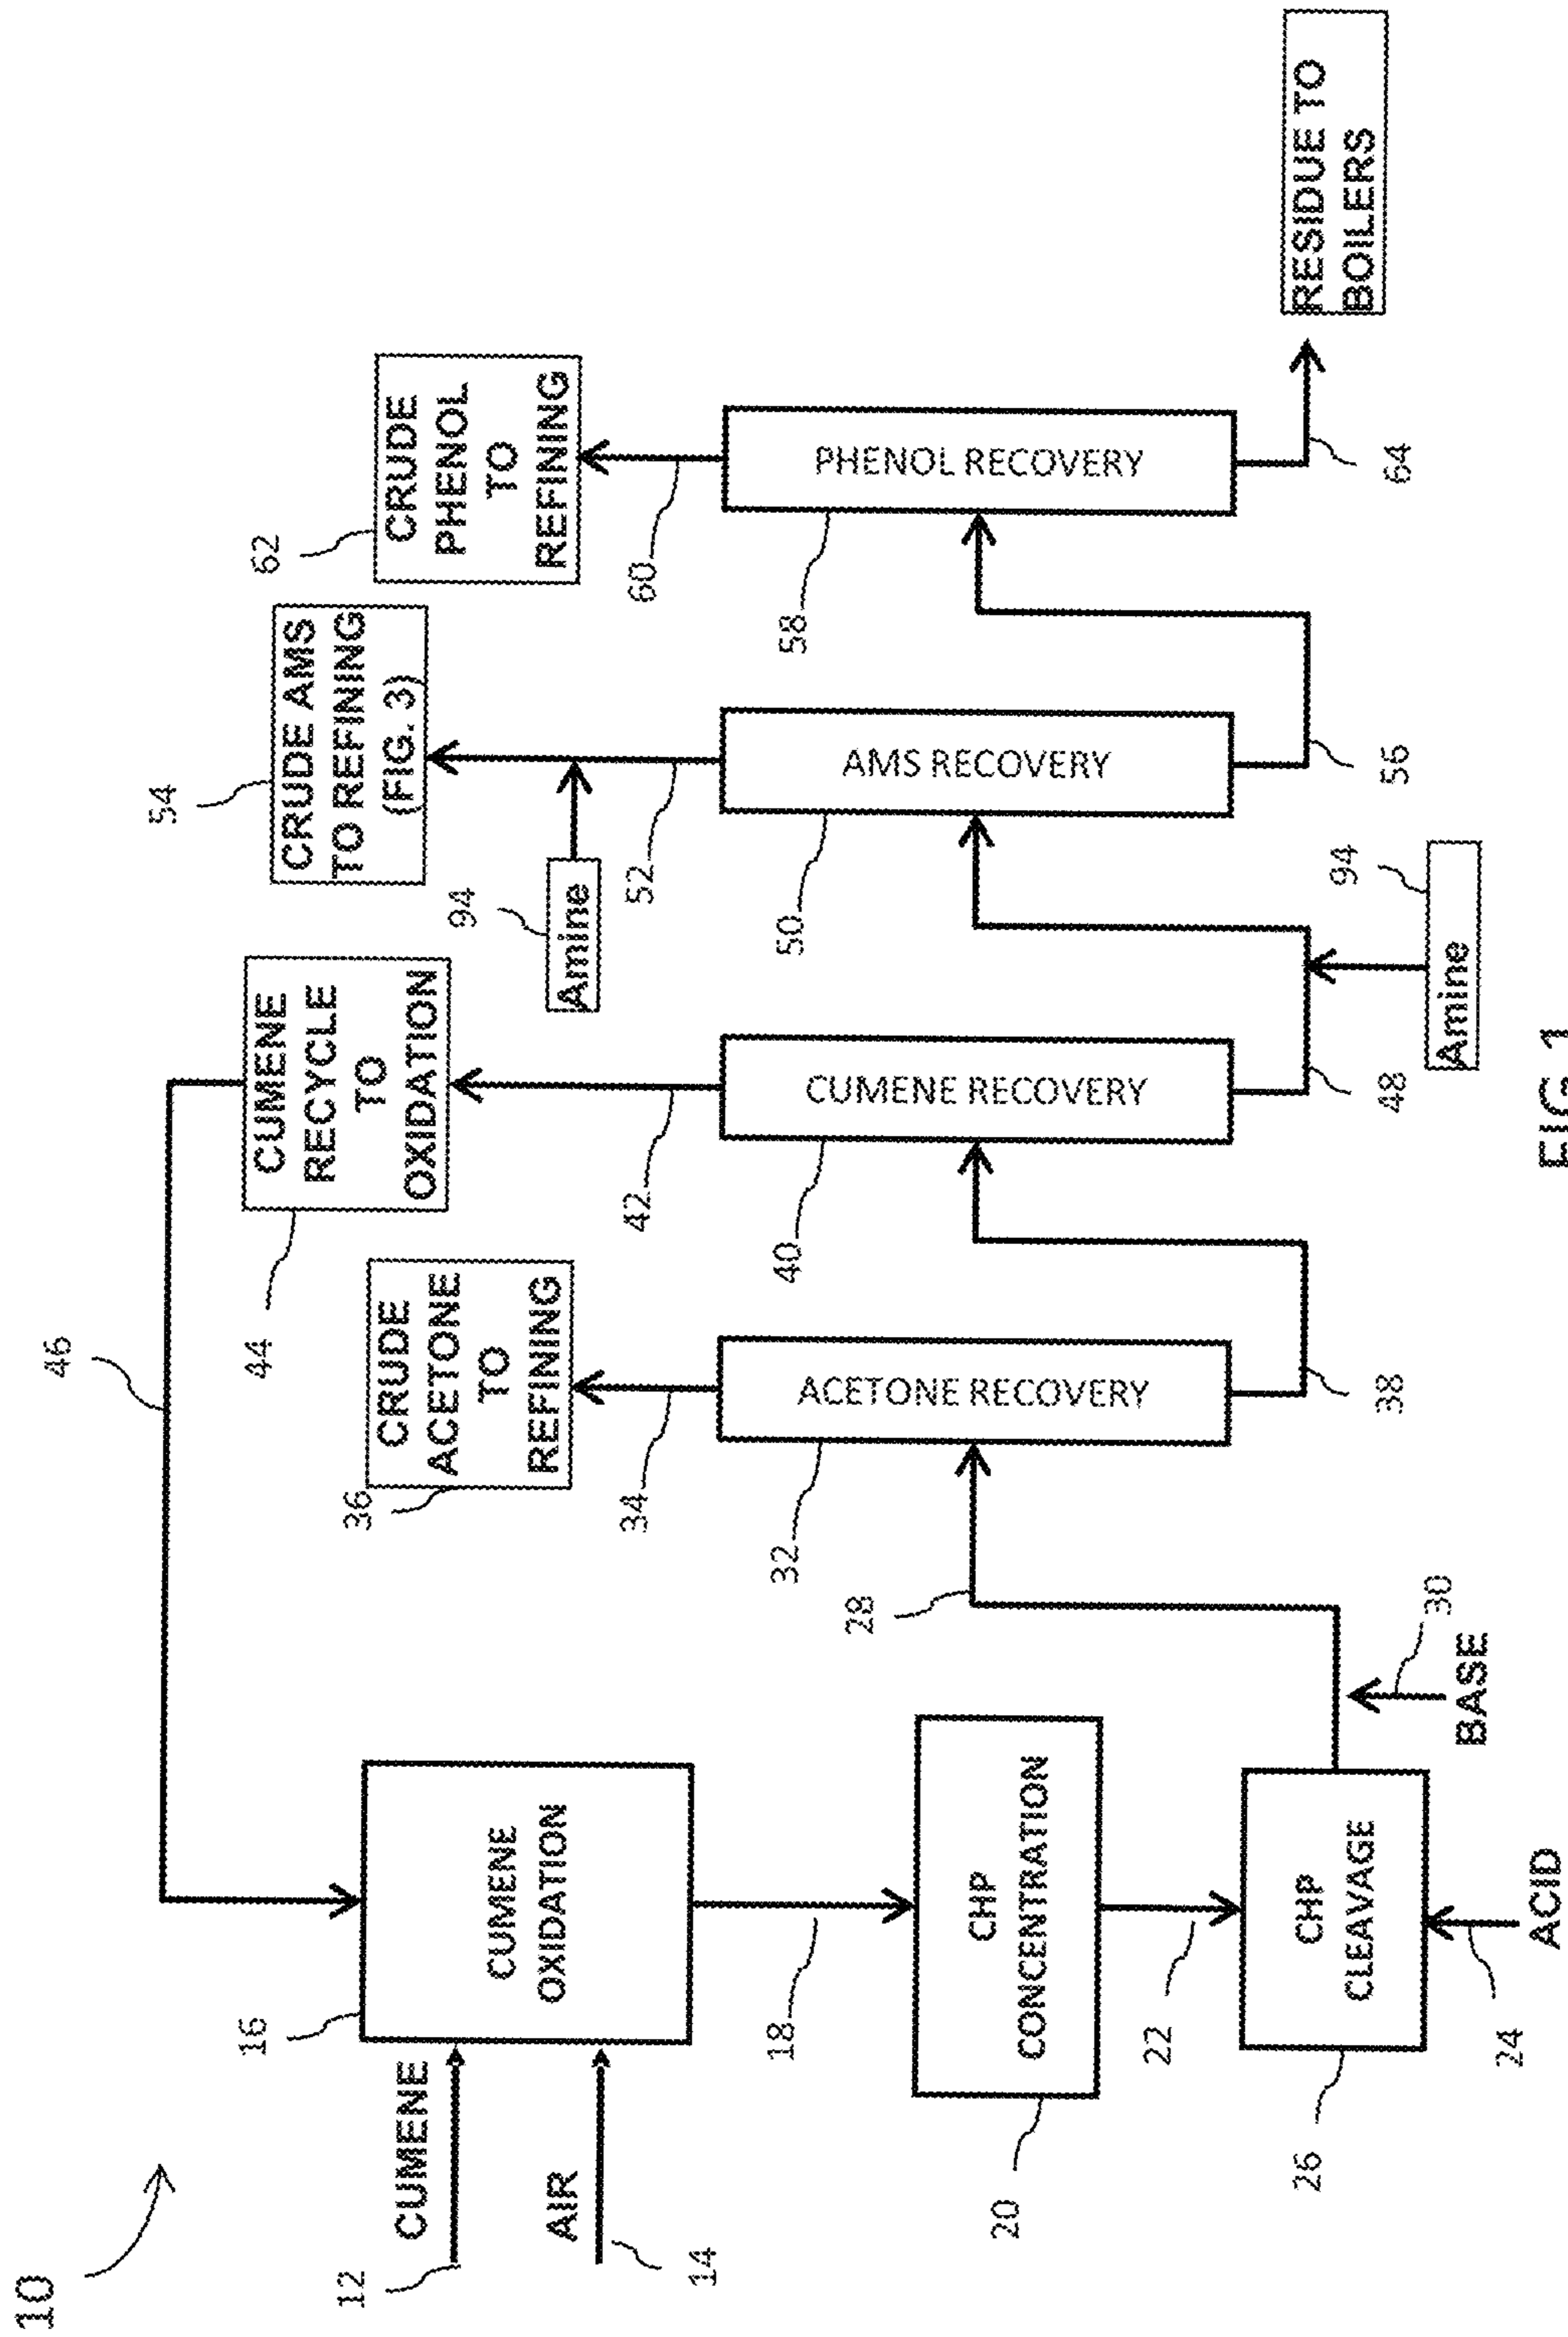 10
46
CUMENE
RECYCLE
TO
OXIDATION
44
54
CRUDE AMS
TO REFINING
(FIG. 3)
62
CRUDE
PHENOL
TO
REFINING
36
CRUDE
ACETONE
TO
REFINING
12
CUMENE
AIR
14
16
CUMENE
OXIDATION
94
Amine
34
42
52
60
18
32
ACETONE RECOVERY
40
CUMENE RECOVERY
50
AMS RECOVERY
58
PHENOL RECOVERY
28
20
CHP
CONCENTRATION
22
26
CHP
CLEAVAGE
38
48
56
64
RESIDUE TO
BOILERS
94
Amine
30
BASE
24
ACID
FIG. 1